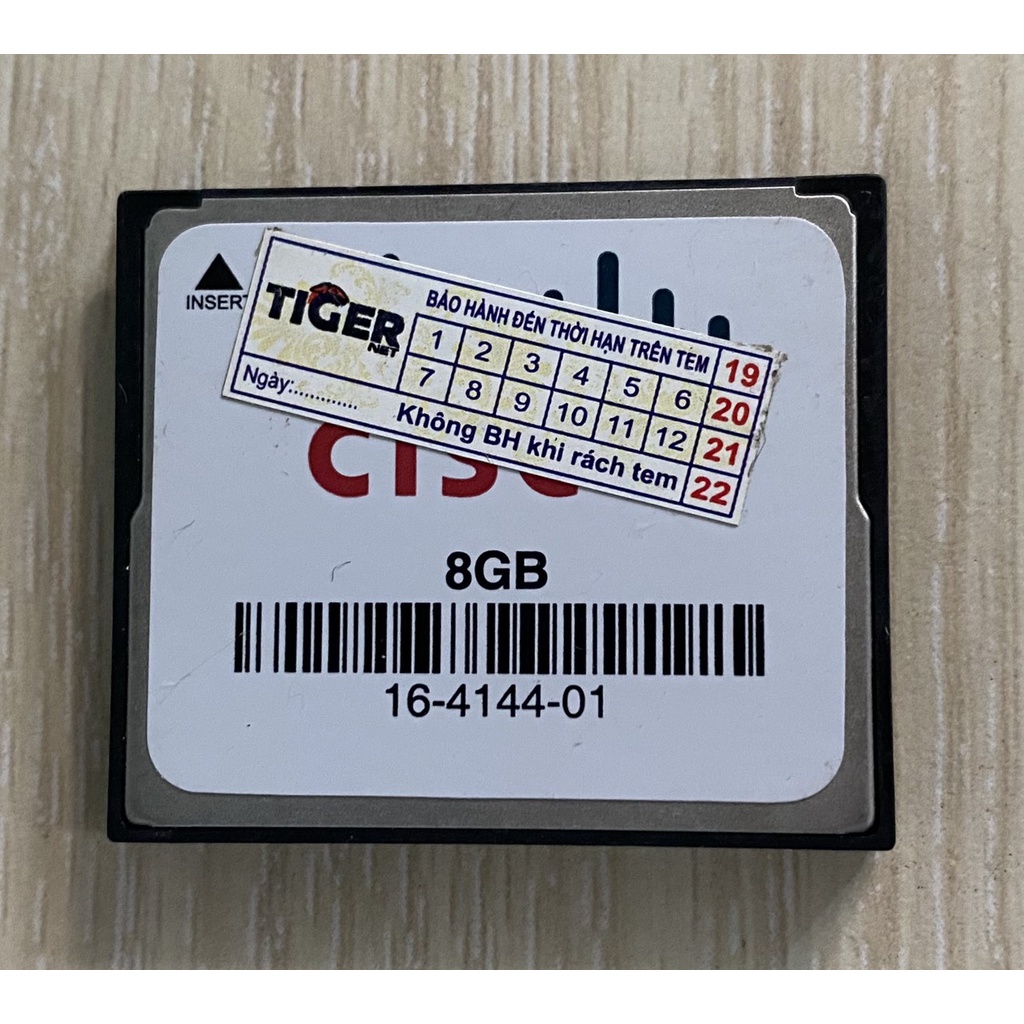 INSERT
TIGER
NET
BẢO HÀNH ĐẾN THỜI HẠN TRÊN TEM 19
1 2 3 4 5 6 20
7 8 9 10 11 12 21
Ngày:............. Không BH khi rách tem 22
CISC
8GB
16-4144-01